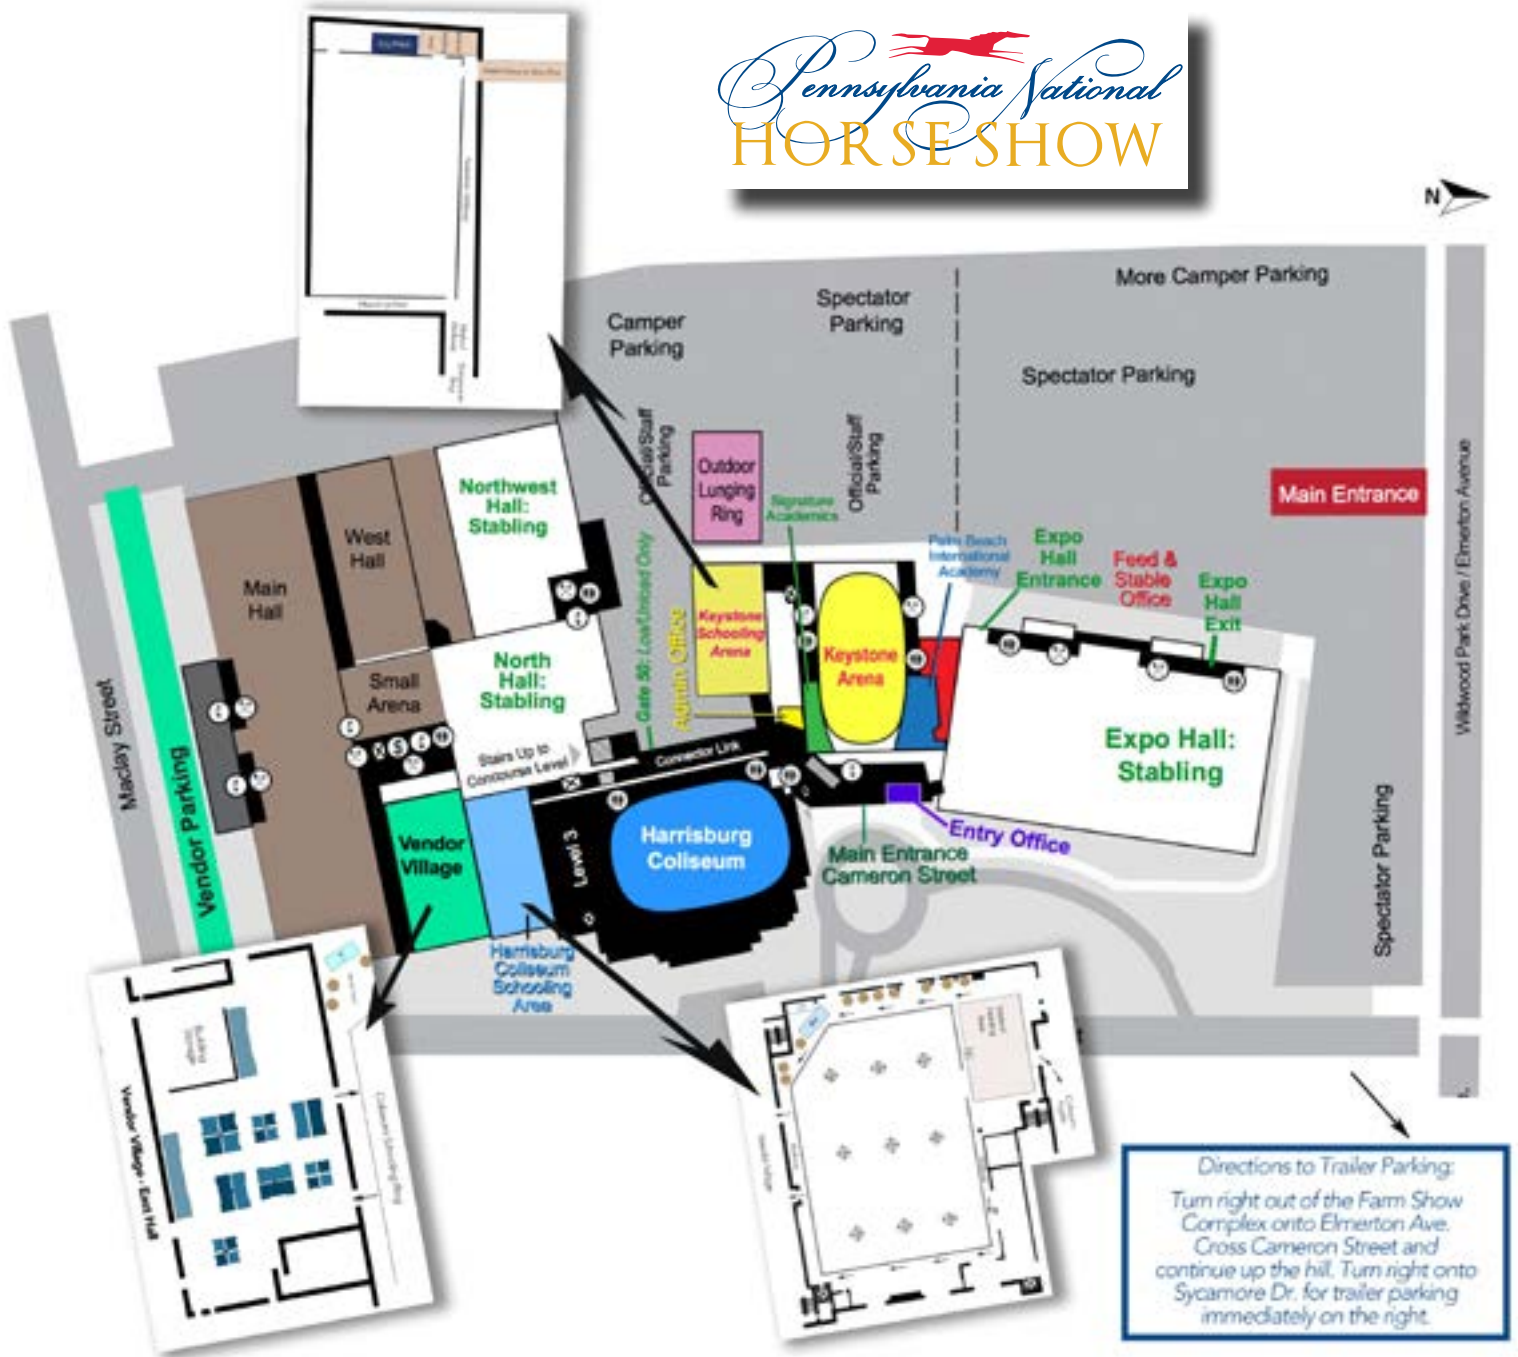 Pennsylvania National
HORSE SHOW
N
More Camper Parking
Spectator
Parking
Camper
Parking
Spectator Parking
Official/Staff
Parking
Official/Staff
Parking
Outdoor
Lunging
Ring
Signature
Academics
Main Entrance
Wildwood Park Drive / Elmerton Avenue
Northwest
Hall:
Stabling
West
Hall
Main
Hall
Palm Beach
International
Academy
Expo
Hall
Entrance
Feed &
Stable
Office
Expo
Hall
Exit
Gate 50: Low/Unload Only
Keystone
Schooling
Arena
Admin Office
Keystone
Arena
North
Hall:
Stabling
Small
Arena
Maclay Street
Vendor Parking
Stairs Up to
Concourse Level
Connector Link
Expo Hall:
Stabling
Vendor
Village
Level 3
Harrisburg
Coliseum
Entry Office
Main Entrance
Cameron Street
Spectator Parking
Harrisburg
Coliseum
Schooling
Area
Building
Storage
Vendor Village - East Hall
Coliseum Schooling Ring
Directions to Trailer Parking:
Turn right out of the Farm Show
Complex onto Elmerton Ave.
Cross Cameron Street and
continue up the hill. Turn right onto
Sycamore Dr. for trailer parking
immediately on the right.